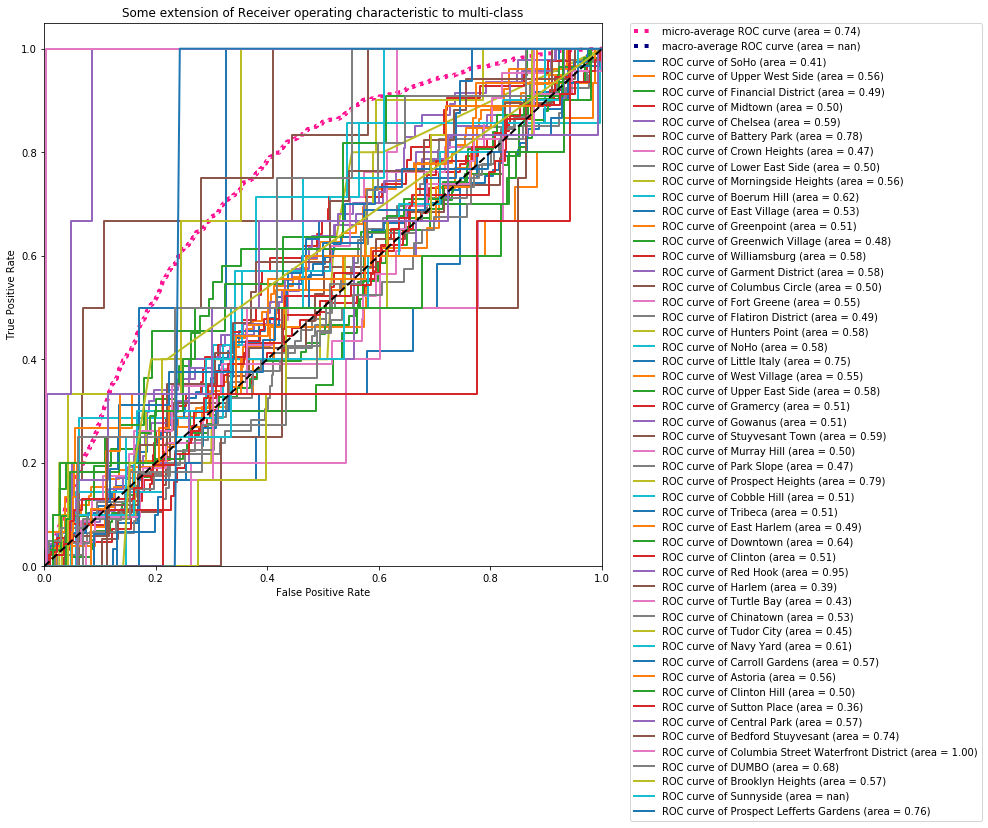 Some extension of Receiver operating characteristic to multi-class
True Positive Rate
1.0
0.8
0.6
0.4
0.2
0.0
0.0 0.2 0.4 0.6 0.8 1.0
False Positive Rate
micro-average ROC curve (area = 0.74)
macro-average ROC curve (area = nan)
ROC curve of SoHo (area = 0.41)
ROC curve of Upper West Side (area = 0.56)
ROC curve of Financial District (area = 0.49)
ROC curve of Midtown (area = 0.50)
ROC curve of Chelsea (area = 0.59)
ROC curve of Battery Park (area = 0.78)
ROC curve of Crown Heights (area = 0.47)
ROC curve of Lower East Side (area = 0.50)
ROC curve of Morningside Heights (area = 0.56)
ROC curve of Boerum Hill (area = 0.62)
ROC curve of East Village (area = 0.53)
ROC curve of Greenpoint (area = 0.51)
ROC curve of Greenwich Village (area = 0.48)
ROC curve of Williamsburg (area = 0.58)
ROC curve of Garment District (area = 0.58)
ROC curve of Columbus Circle (area = 0.50)
ROC curve of Fort Greene (area = 0.55)
ROC curve of Flatiron District (area = 0.49)
ROC curve of Hunters Point (area = 0.58)
ROC curve of NoHo (area = 0.58)
ROC curve of Little Italy (area = 0.75)
ROC curve of West Village (area = 0.55)
ROC curve of Upper East Side (area = 0.58)
ROC curve of Gramercy (area = 0.51)
ROC curve of Gowanus (area = 0.51)
ROC curve of Stuyvesant Town (area = 0.59)
ROC curve of Murray Hill (area = 0.50)
ROC curve of Park Slope (area = 0.47)
ROC curve of Prospect Heights (area = 0.79)
ROC curve of Cobble Hill (area = 0.51)
ROC curve of Tribeca (area = 0.51)
ROC curve of East Harlem (area = 0.49)
ROC curve of Downtown (area = 0.64)
ROC curve of Clinton (area = 0.51)
ROC curve of Red Hook (area = 0.95)
ROC curve of Harlem (area = 0.39)
ROC curve of Turtle Bay (area = 0.43)
ROC curve of Chinatown (area = 0.53)
ROC curve of Tudor City (area = 0.45)
ROC curve of Navy Yard (area = 0.61)
ROC curve of Carroll Gardens (area = 0.57)
ROC curve of Astoria (area = 0.56)
ROC curve of Clinton Hill (area = 0.50)
ROC curve of Sutton Place (area = 0.36)
ROC curve of Central Park (area = 0.57)
ROC curve of Bedford Stuyvesant (area = 0.74)
ROC curve of Columbia Street Waterfront District (area = 1.00)
ROC curve of DUMBO (area = 0.68)
ROC curve of Brooklyn Heights (area = 0.57)
ROC curve of Sunnyside (area = nan)
ROC curve of Prospect Lefferts Gardens (area = 0.76)